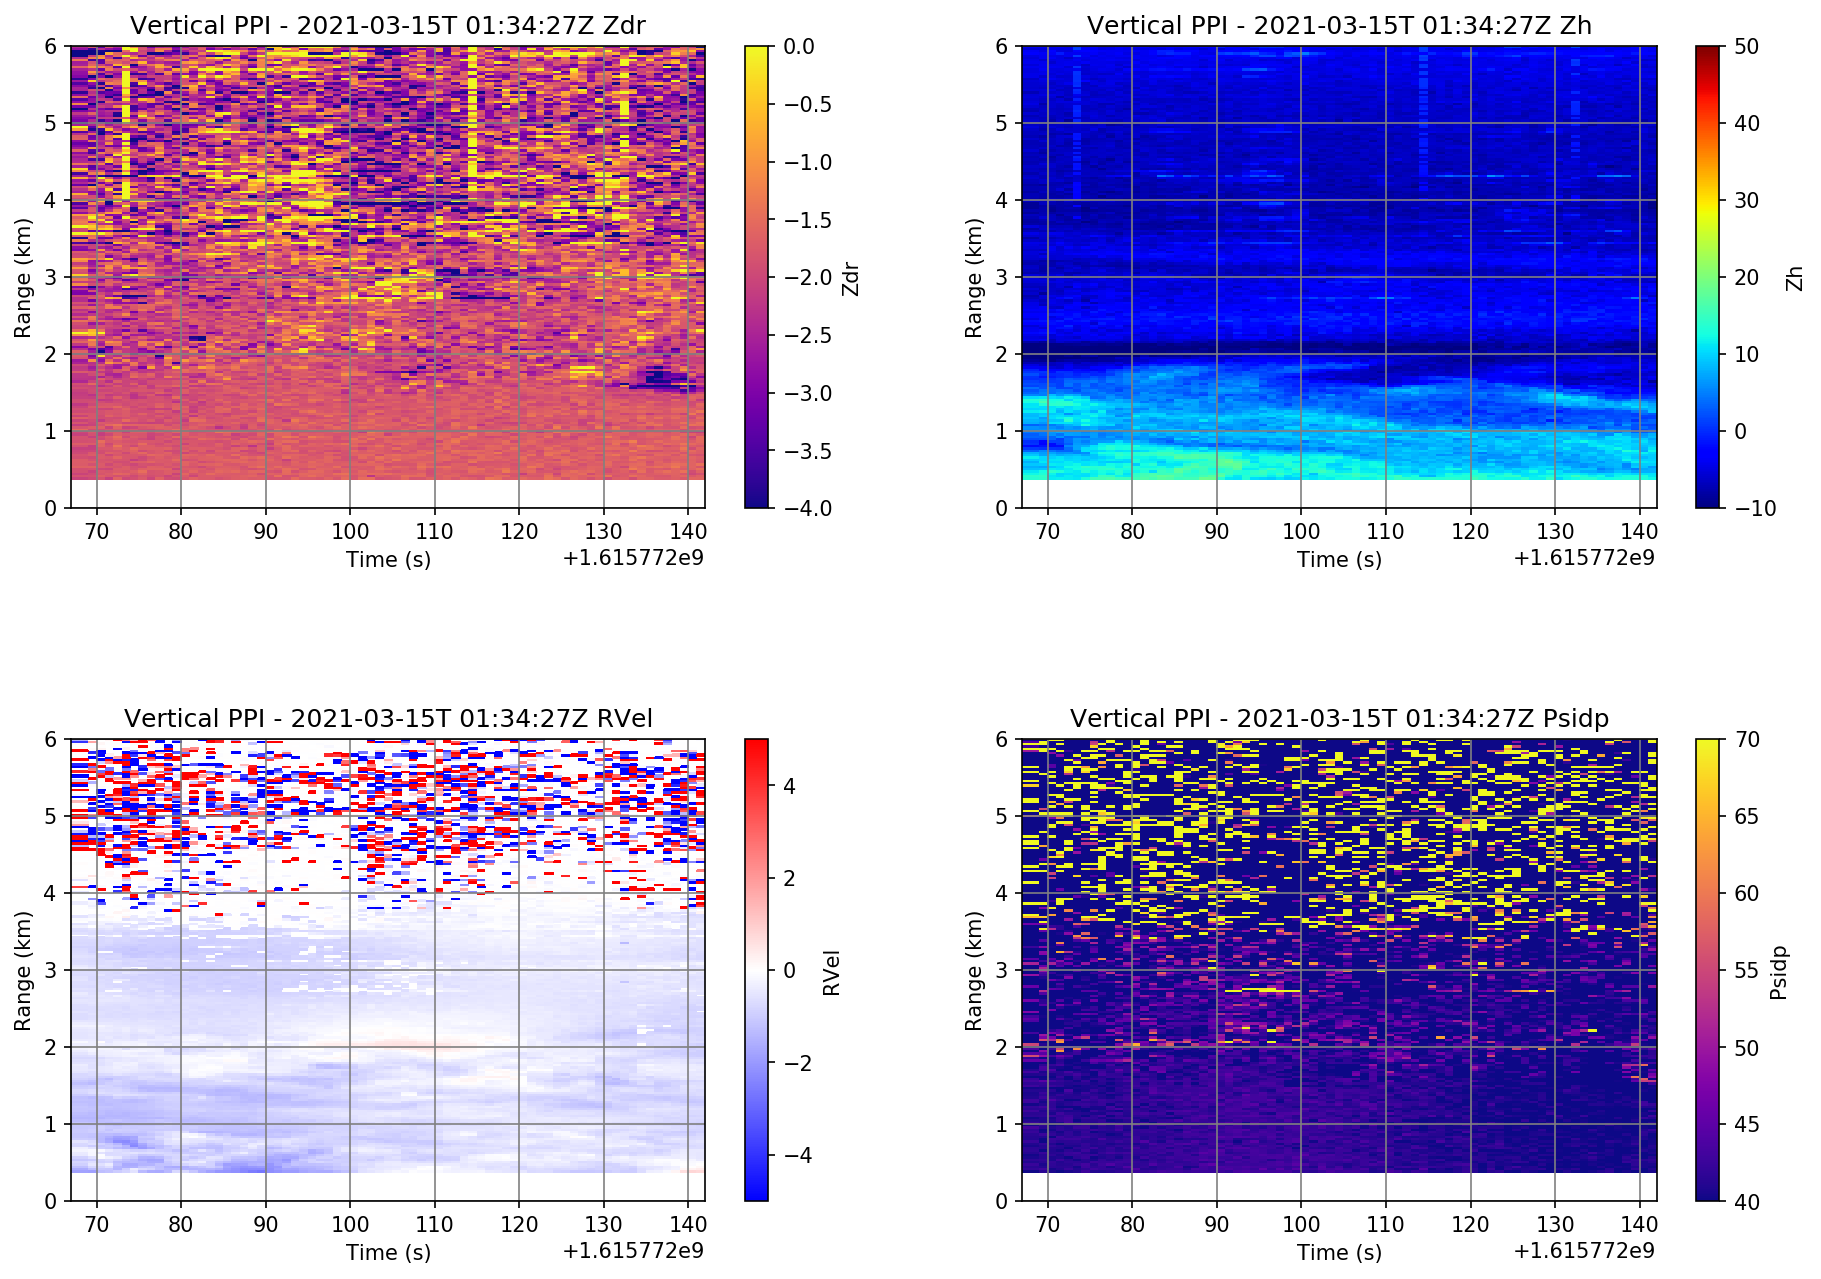 Vertical PPI - 2021-03-15T 01:34:27Z Zdr
6
5
4
3
2
1
0
Range (km)
70 80 90 100 110 120 130 140
Time (s)
+1.615772e9
0.0
−0.5
−1.0
−1.5
−2.0
−2.5
−3.0
−3.5
−4.0
Zdr
Vertical PPI - 2021-03-15T 01:34:27Z Zh
6
5
4
3
2
1
0
Range (km)
70 80 90 100 110 120 130 140
Time (s)
+1.615772e9
50
40
30
20
10
0
−10
Zh
Vertical PPI - 2021-03-15T 01:34:27Z RVel
6
5
4
3
2
1
0
Range (km)
70 80 90 100 110 120 130 140
Time (s)
+1.615772e9
4
2
0
−2
−4
RVel
Vertical PPI - 2021-03-15T 01:34:27Z Psidp
6
5
4
3
2
1
0
Range (km)
70 80 90 100 110 120 130 140
Time (s)
+1.615772e9
70
65
60
55
50
45
40
Psidp